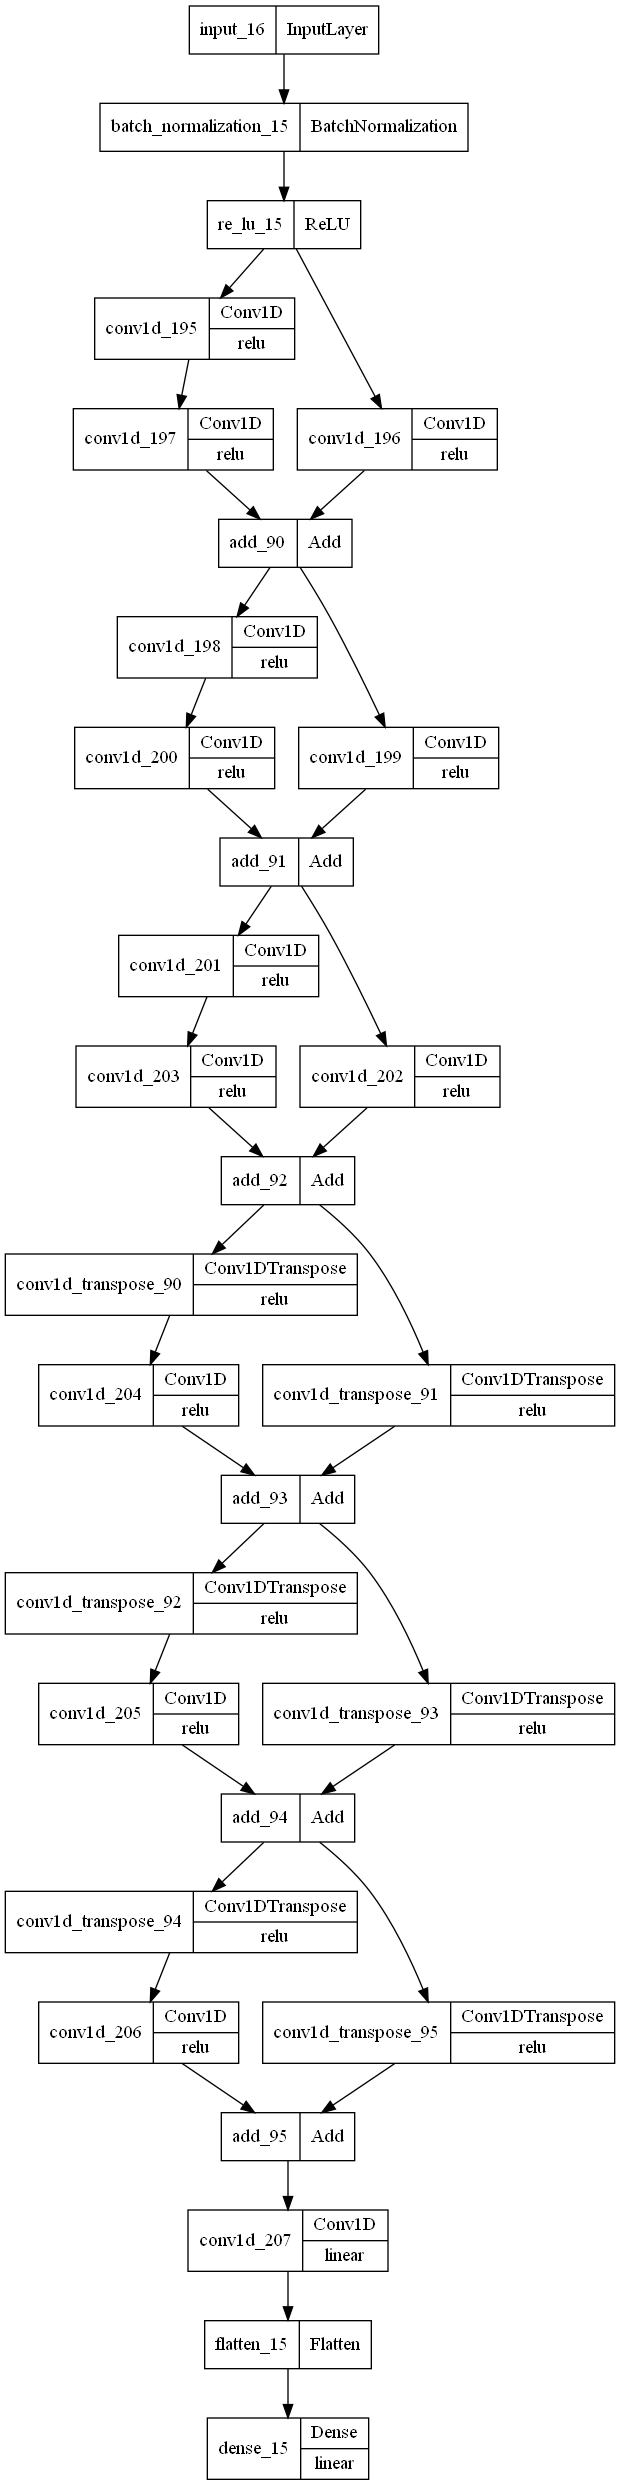 input_16 InputLayer
batch_normalization_15 BatchNormalization
re_lu_15 ReLU
conv1d_195 Conv1D
relu
conv1d_197 Conv1D
relu
conv1d_196 Conv1D
relu
add_90 Add
conv1d_198 Conv1D
relu
conv1d_200 Conv1D
relu
conv1d_199 Conv1D
relu
add_91 Add
conv1d_201 Conv1D
relu
conv1d_203 Conv1D
relu
conv1d_202 Conv1D
relu
add_92 Add
conv1d_transpose_90 Conv1DTranspose
relu
conv1d_204 Conv1D
relu
conv1d_transpose_91 Conv1DTranspose
relu
add_93 Add
conv1d_transpose_92 Conv1DTranspose
relu
conv1d_205 Conv1D
relu
conv1d_transpose_93 Conv1DTranspose
relu
add_94 Add
conv1d_transpose_94 Conv1DTranspose
relu
conv1d_206 Conv1D
relu
conv1d_transpose_95 Conv1DTranspose
relu
add_95 Add
conv1d_207 Conv1D
linear
flatten_15 Flatten
dense_15 Dense
linear